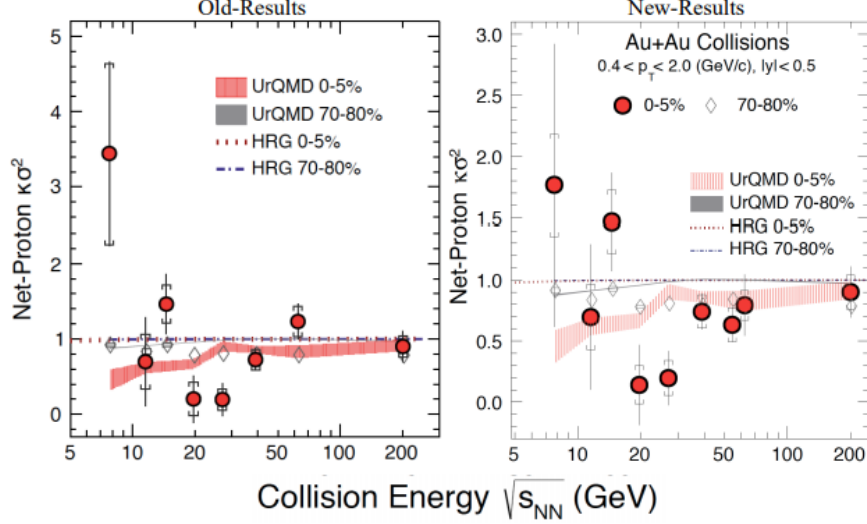 Old-Results
New-Results
Net-Proton κσ²
5
4
3
2
1
0
UrQMD 0-5%
UrQMD 70-80%
HRG 0-5%
HRG 70-80%
5 10 20 30 100 200
Net-Proton κσ²
3.0
2.5
2.0
1.5
1.0
0.5
0.0
Au+Au Collisions
0.4 < p_T < 2.0 (GeV/c), |y|< 0.5
0-5% 70-80%
UrQMD 0-5%
UrQMD 70-80%
HRG 0-5%
HRG 70-80%
5 10 20 30 100 200
Collision Energy √s_NN (GeV)